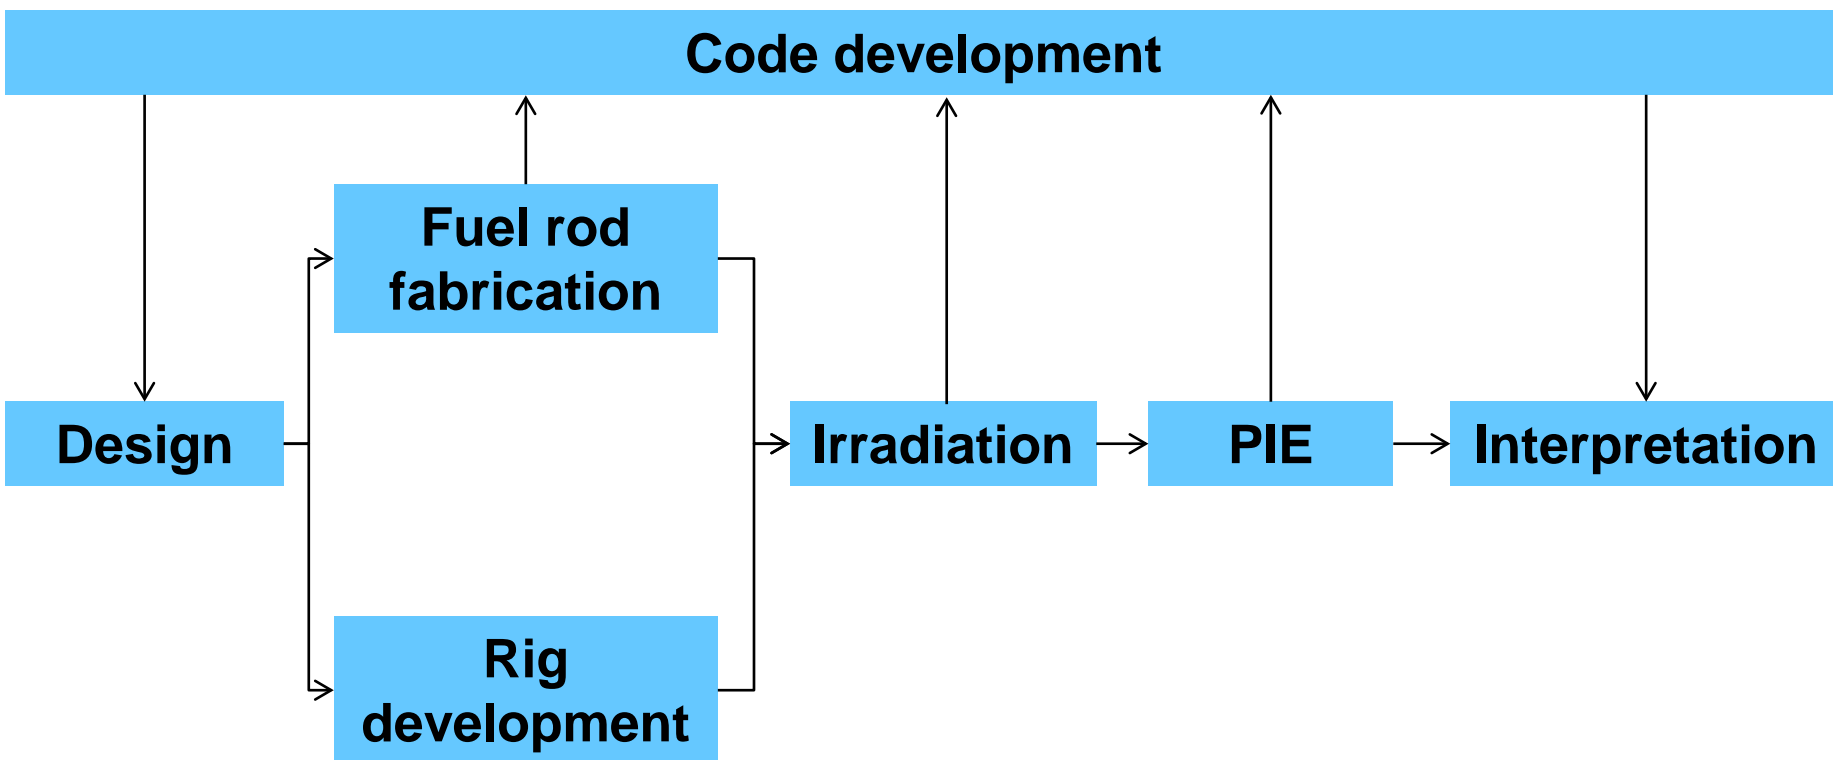 Code development
Fuel rod
fabrication
Design
Irradiation
PIE
Interpretation
Rig
development